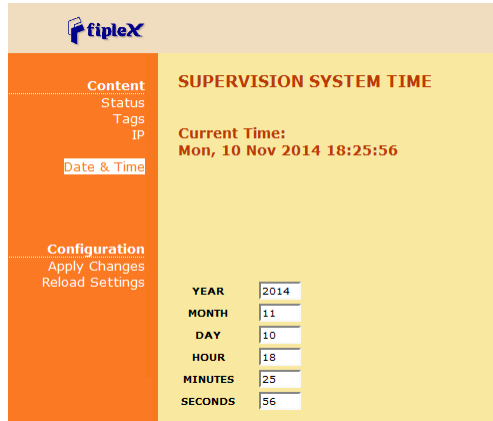 fipleX
Content
Status
Tags
IP
Date & Time
Configuration
Apply Changes
Reload Settings
SUPERVISION SYSTEM TIME
Current Time:
Mon, 10 Nov 2014 18:25:56
YEAR 2014
MONTH 11
DAY 10
HOUR 18
MINUTES 25
SECONDS 56